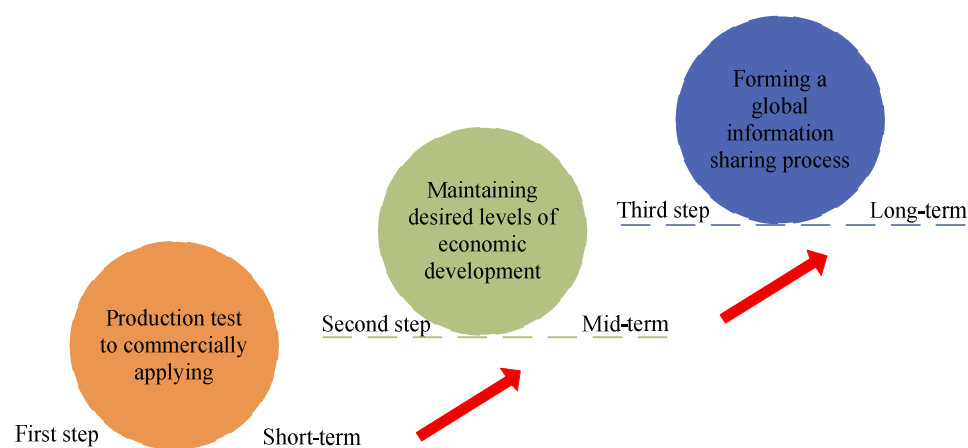 Forming a
global
information
sharing process
Third step
Long-term
Maintaining
desired levels of
economic
development
Second step
Mid-term
Production test
to commercially
applying
First step
Short-term